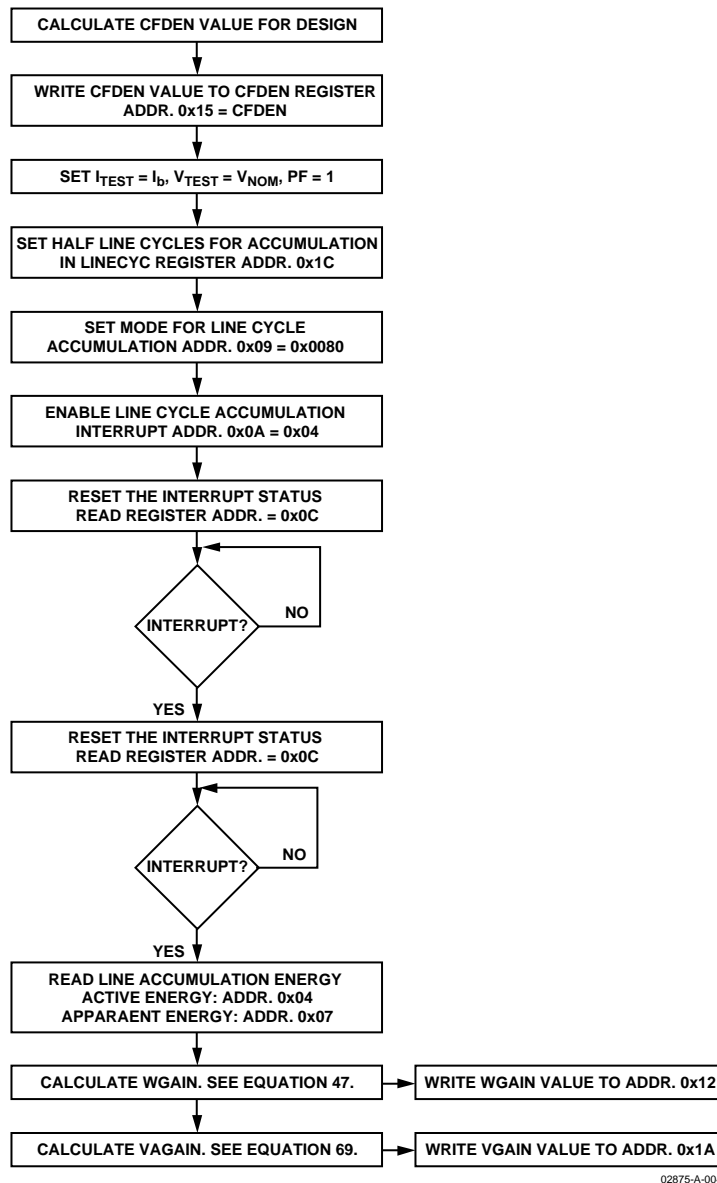 CALCULATE CFDEN VALUE FOR DESIGN
WRITE CFDEN VALUE TO CFDEN REGISTER
ADDR. 0x15 = CFDEN
SET I_TEST = I_b, V_TEST = V_NOM, PF = 1
SET HALF LINE CYCLES FOR ACCUMULATION
IN LINECYC REGISTER ADDR. 0x1C
SET MODE FOR LINE CYCLE
ACCUMULATION ADDR. 0x09 = 0x0080
ENABLE LINE CYCLE ACCUMULATION
INTERRUPT ADDR. 0x0A = 0x04
RESET THE INTERRUPT STATUS
READ REGISTER ADDR. = 0x0C
INTERRUPT?
NO
YES
RESET THE INTERRUPT STATUS
READ REGISTER ADDR. = 0x0C
INTERRUPT?
NO
YES
READ LINE ACCUMULATION ENERGY
ACTIVE ENERGY: ADDR. 0x04
APPARAENT ENERGY: ADDR. 0x07
CALCULATE WGAIN. SEE EQUATION 47.
WRITE WGAIN VALUE TO ADDR. 0x12
CALCULATE VAGAIN. SEE EQUATION 69.
WRITE VGAIN VALUE TO ADDR. 0x1A